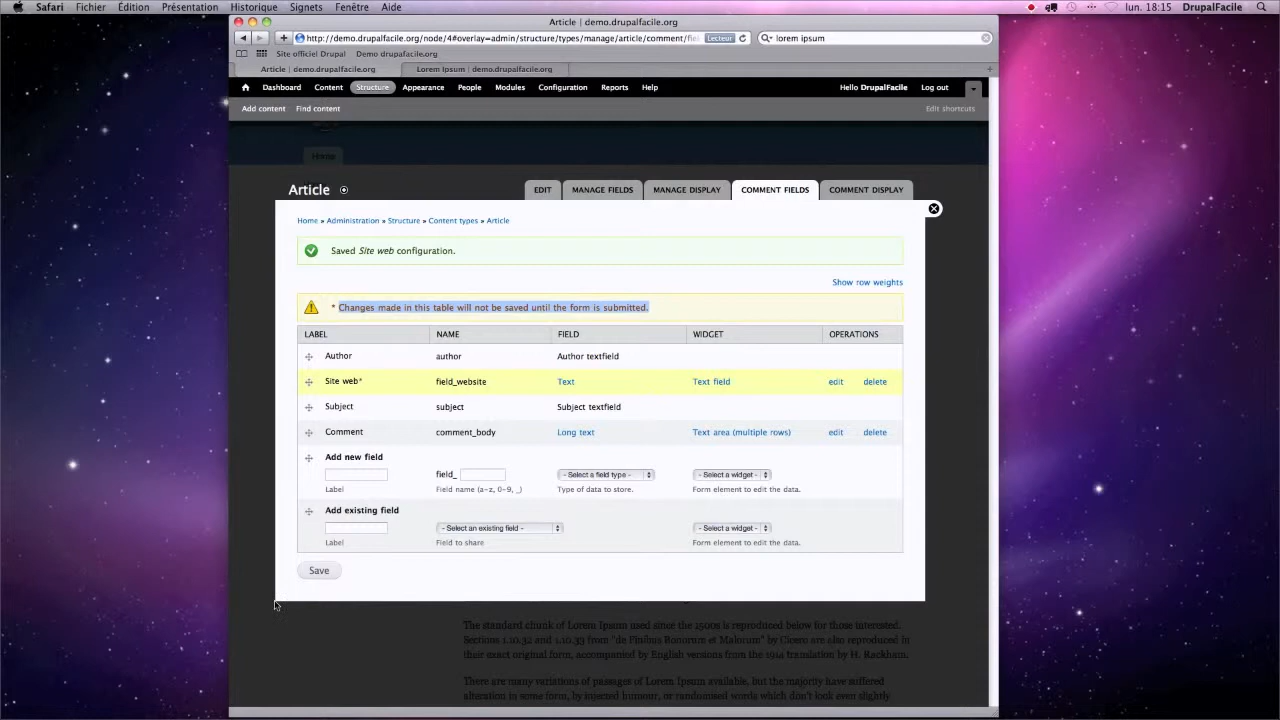 Safari Fichier Édition Présentation Historique Signets Fenêtre Aide lun. 18:15 DrupalFacile
Article | demo.drupalfacile.org
http://demo.drupalfacile.org/node/4#overlay=admin/structure/types/manage/article/comment/fie Lecteur lorem ipsum
Site officiel Drupal Demo drupafacile.org
Article | demo.drupalfacile.org Lorem Ipsum | demo.drupalfacile.org
Dashboard Content Structure Appearance People Modules Configuration Reports Help Hello DrupalFacile Log out
Add content Find content Edit shortcuts
Home
Article EDIT MANAGE FIELDS MANAGE DISPLAY COMMENT FIELDS COMMENT DISPLAY
Home » Administration » Structure » Content types » Article
Saved Site web configuration.
Show row weights
* Changes made in this table will not be saved until the form is submitted.
LABEL NAME FIELD WIDGET OPERATIONS
Author author Author textfield
Site web* field_website Text Text field edit delete
Subject subject Subject textfield
Comment comment_body Long text Text area (multiple rows) edit delete
Add new field
field_ - Select a field type - - Select a widget -
Label Field name (a-z, 0-9, _) Type of data to store. Form element to edit the data.
Add existing field
- Select an existing field - - Select a widget -
Label Field to share Form element to edit the data.
Save
The standard chunk of Lorem Ipsum used since the 1500s is reproduced below for those interested.
Sections 1.10.32 and 1.10.33 from "de Finibus Bonorum et Malorum" by Cicero are also reproduced in
their exact original form, accompanied by English versions from the 1914 translation by H. Rackham.
There are many variations of passages of Lorem Ipsum available, but the majority have suffered
alteration in some form, by injected humour, or randomised words which don't look even slightly